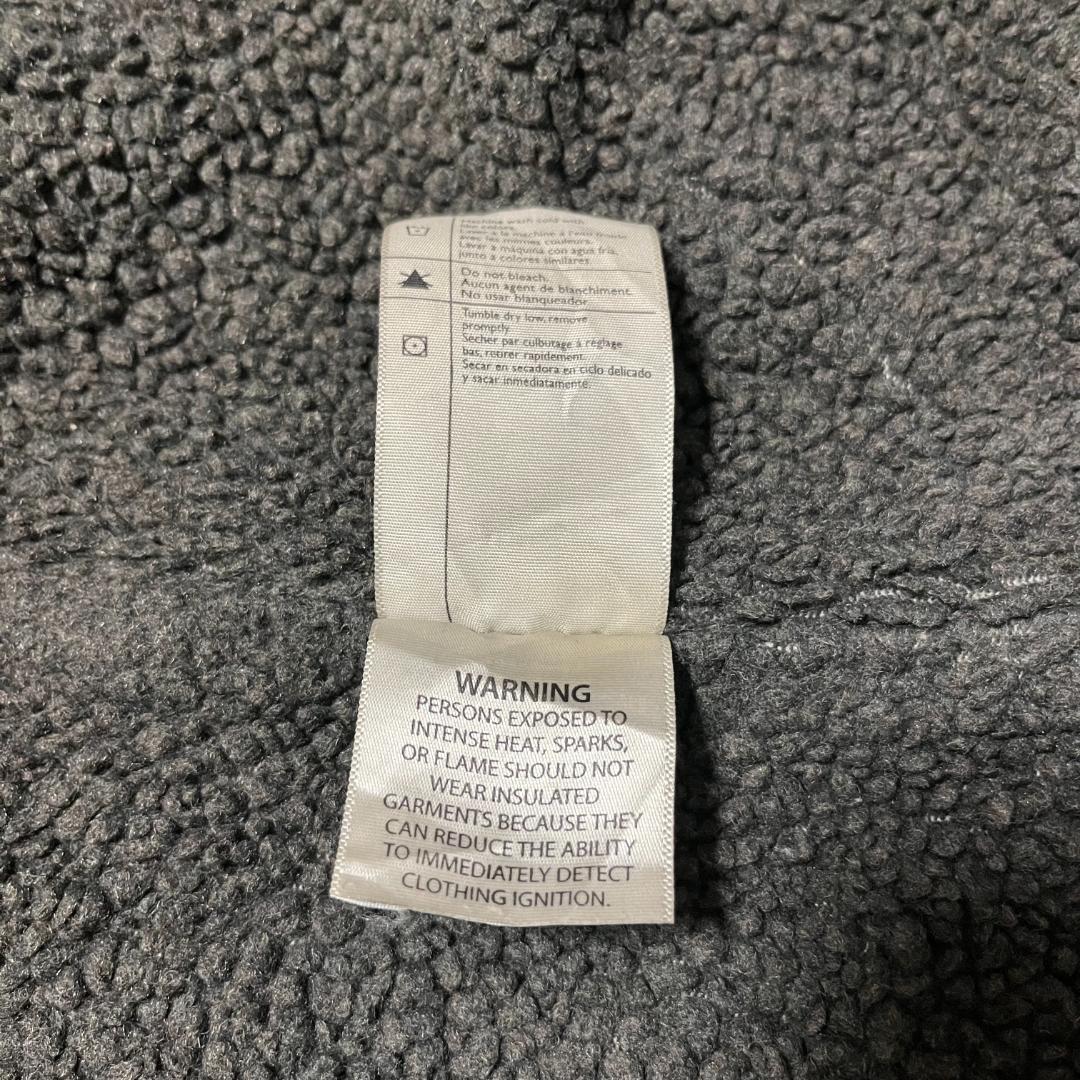 Machine wash cold with
like colors.
Laver à la machine à l'eau froide
avec les mêmes couleurs.
Lavar a máquina con agua fría,
junto a colores similares.
Do not bleach.
Aucun agent de blanchiment.
No usar blanqueador.
Tumble dry low, remove
promptly.
Sécher par culbutage à réglage
bas, retirer rapidement.
Secar en secadora en ciclo delicado
y sacar inmediatamente.
WARNING
PERSONS EXPOSED TO
INTENSE HEAT, SPARKS,
OR FLAME SHOULD NOT
WEAR INSULATED
GARMENTS BECAUSE THEY
CAN REDUCE THE ABILITY
TO IMMEDIATELY DETECT
CLOTHING IGNITION.